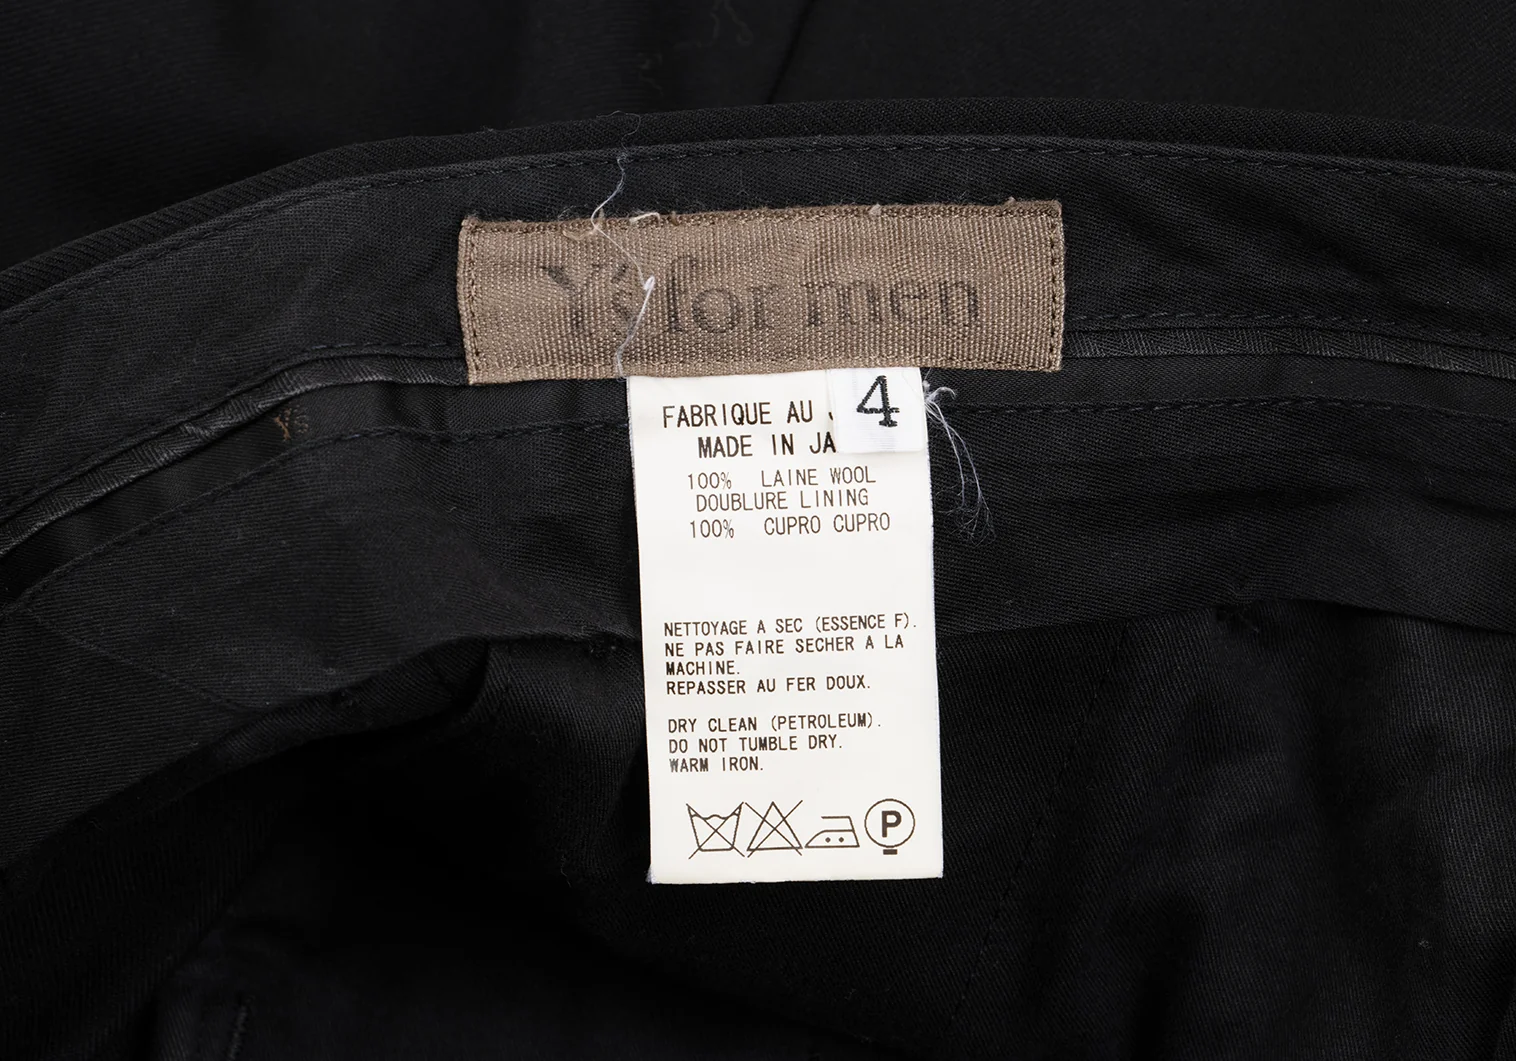 Y's for men
4
FABRIQUE AU
MADE IN JA
100% LAINE WOOL
DOUBLURE LINING
100% CUPRO CUPRO
NETTOYAGE A SEC (ESSENCE F).
NE PAS FAIRE SECHER A LA
MACHINE.
REPASSER AU FER DOUX.
DRY CLEAN (PETROLEUM).
DO NOT TUMBLE DRY.
WARM IRON.
P